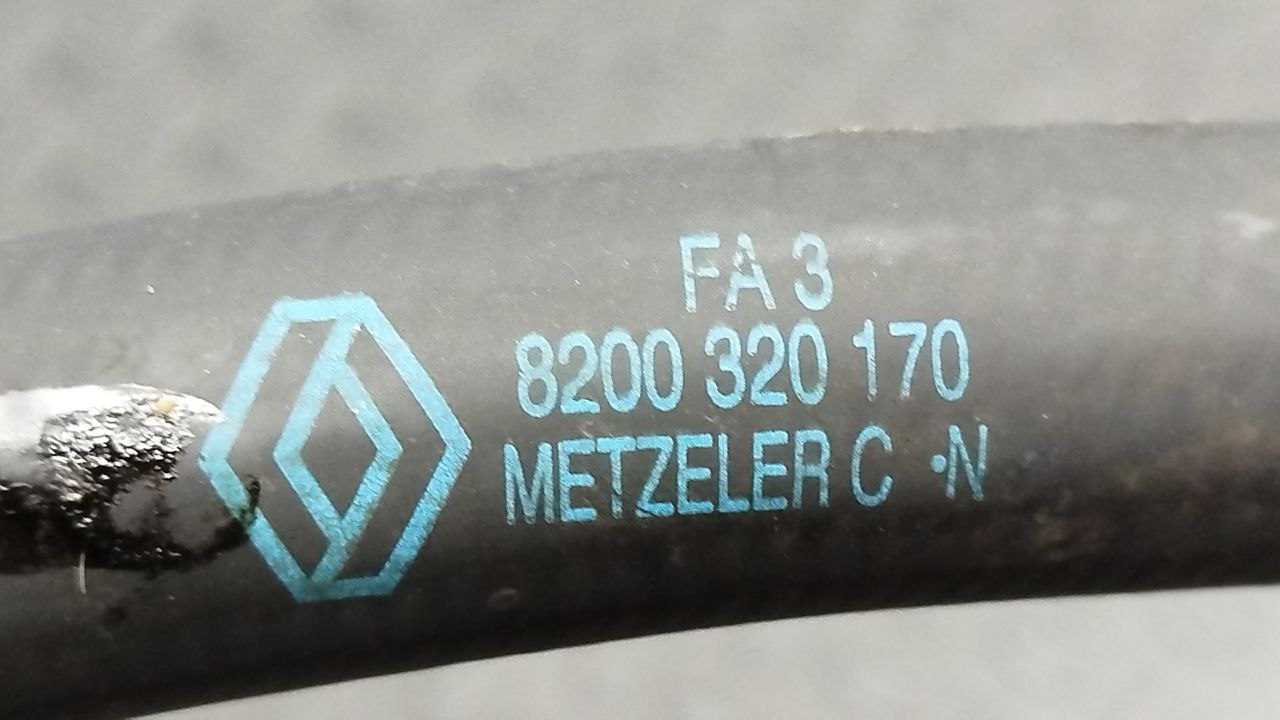 FA 3
8200 320 170
METZELER C •N